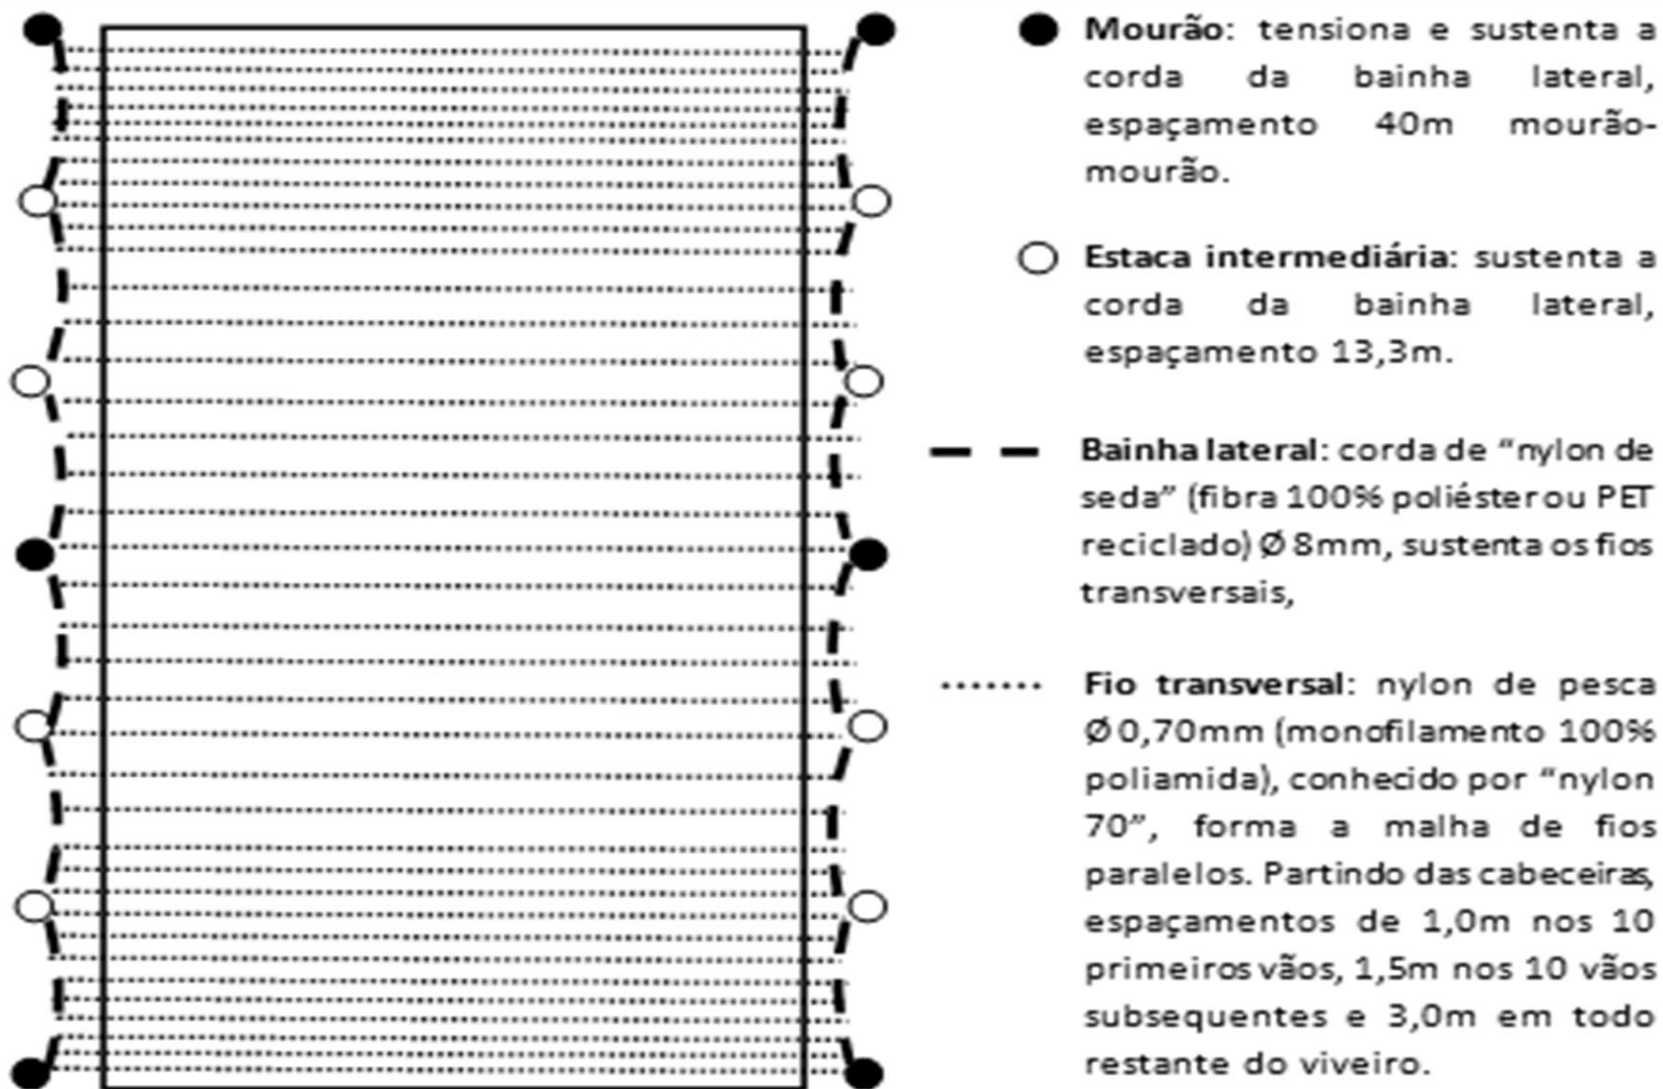 Mourão: tensiona e sustenta a
corda da bainha lateral,
espaçamento 40m mourão-
mourão.
Estaca intermediária: sustenta a
corda da bainha lateral,
espaçamento 13,3m.
Bainha lateral: corda de “nylon de
seda” (fibra 100% poliéster ou PET
reciclado) Ø 8mm, sustenta os fios
transversais,
Fio transversal: nylon de pesca
Ø 0,70mm (monofilamento 100%
poliamida), conhecido por “nylon
70”, forma a malha de fios
paralelos. Partindo das cabeceiras,
espaçamentos de 1,0m nos 10
primeiros vãos, 1,5m nos 10 vãos
subsequentes e 3,0m em todo
restante do viveiro.